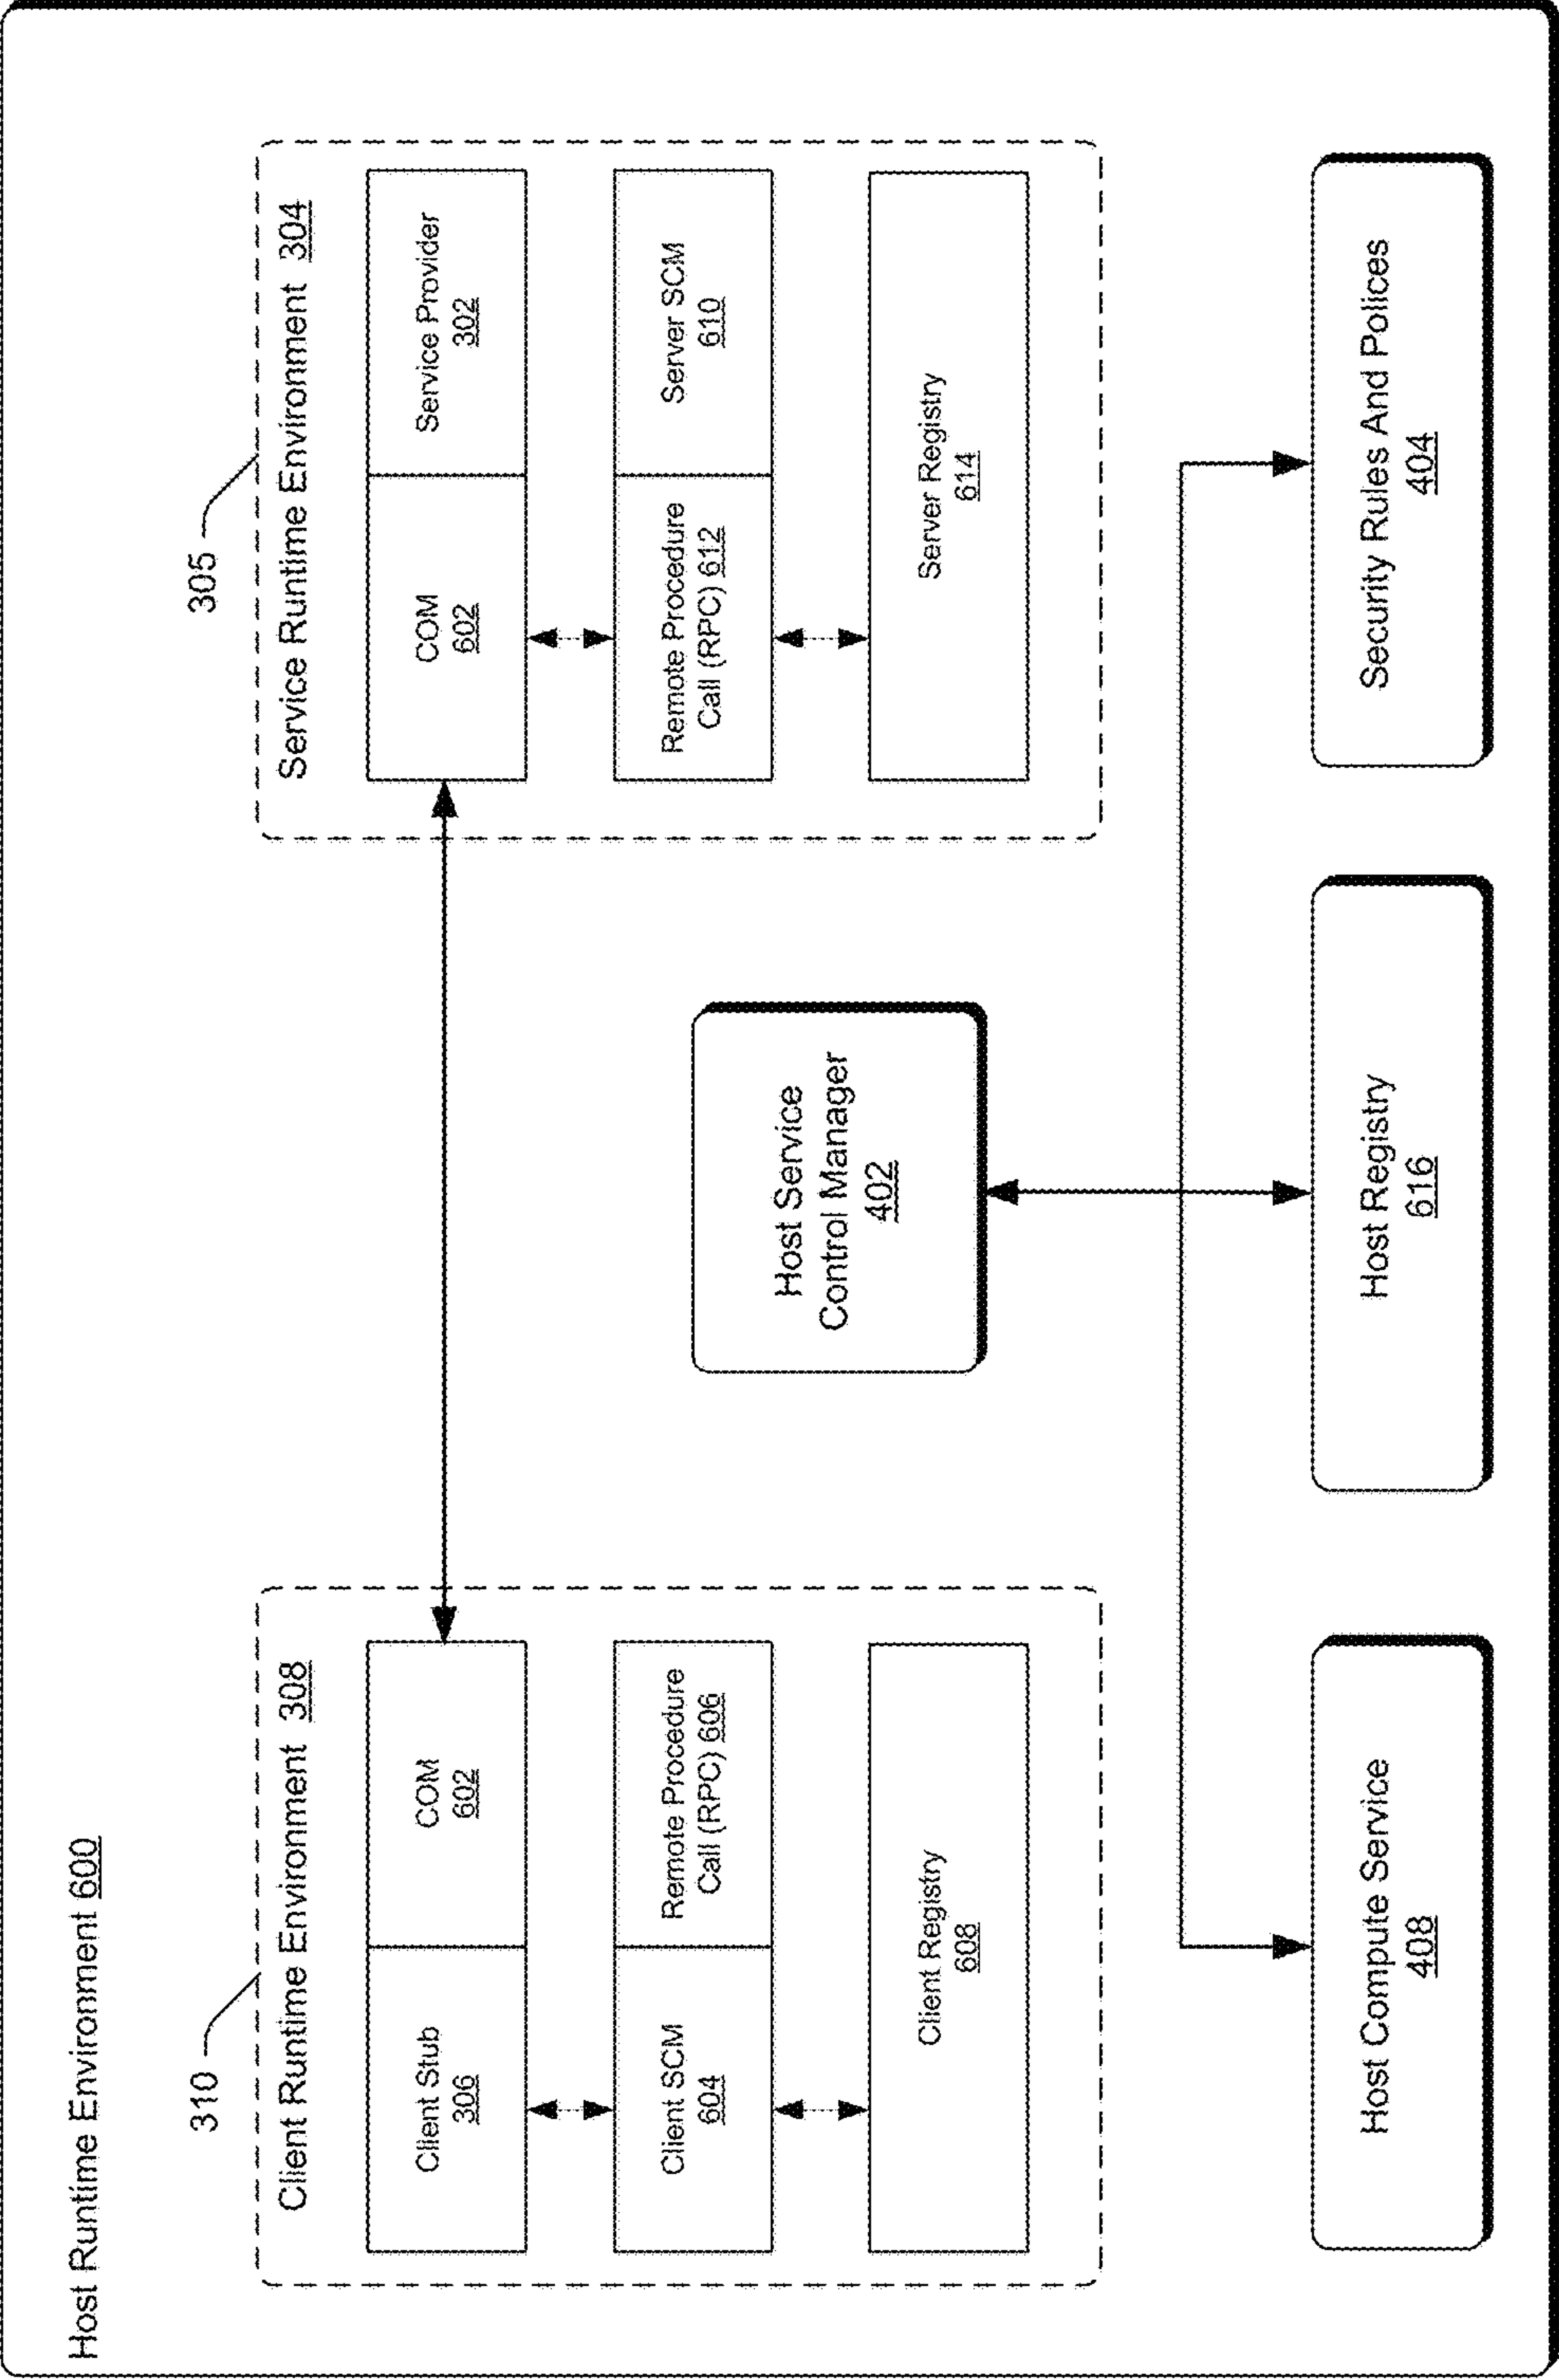 Host Runtime Environment 600
310
Client Runtime Environment 308
Client Stub
306
COM
602
Client SCM
604
Remote Procedure
Call (RPC) 606
Client Registry
608
305
Service Runtime Environment 304
COM
602
Service Provider
302
Remote Procedure
Call (RPC) 612
Server SCM
610
Server Registry
614
Host Service
Control Manager
402
Host Compute Service
408
Host Registry
616
Security Rules And Polices
404